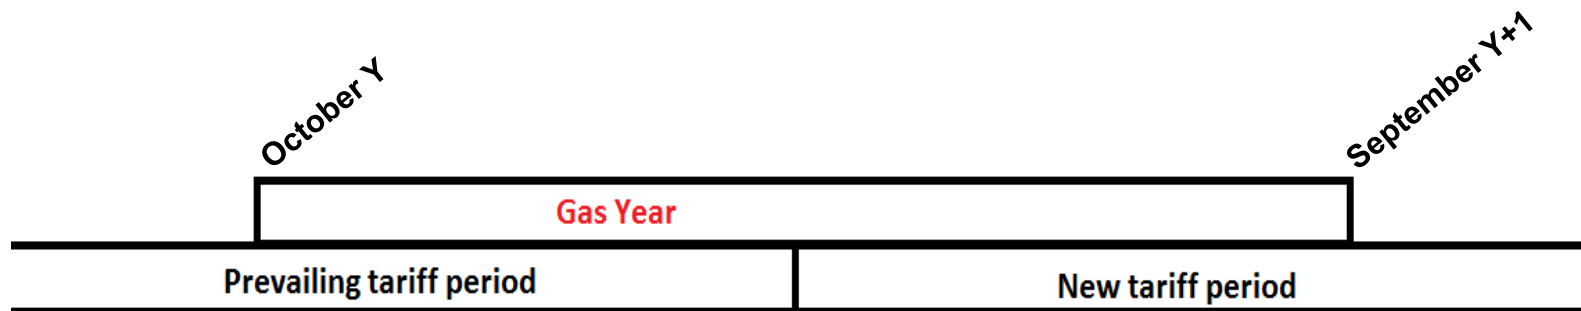 October Y
September Y+1
Gas Year
Prevailing tariff period
New tariff period